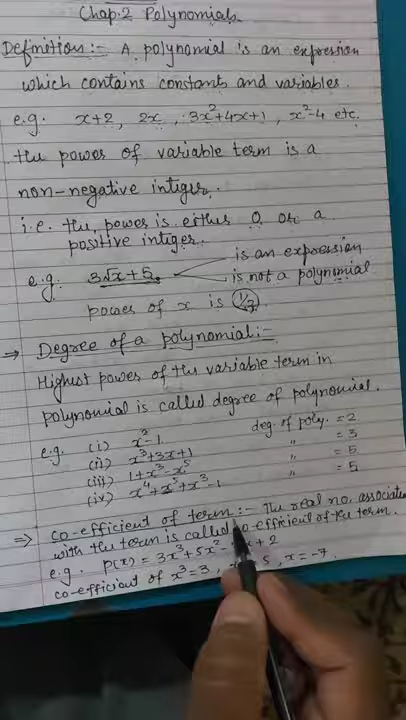 Chap.2 Polynomials
Definition:- A polynomial is an expression
which contains constants and variables.
e.g. x+2, 2x, 3x²+4x+1, x²-4 etc.
the power of variable term is a
non-negative intiger.
i.e. the power is either 0 or a
positive intiger.
e.g. 3√x+5 is an expression
is not a polynomial
power of x is 1/2
⇒ Degree of a polynomial:-
Highest power of the variable term in
polynomial is called degree of polynomial.
e.g. (i) x²-1 deg. of poly. = 2
(ii) x³+3x+1 " = 3
(iii) 1+x³-x⁵ " = 5
(iv) x⁴+x⁵+x³-1 " = 5
⇒ co-efficient of term:- The real no. associated
with the term is called co-efficient of the term.
e.g. p(x) = 3x³+5x² x+2
co-efficient of x³=3, 5, x=-7.